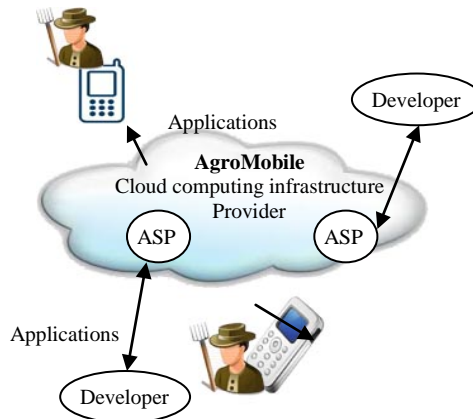 Developer
Applications
AgroMobile
Cloud computing infrastructure
Provider
ASP
ASP
Applications
Developer